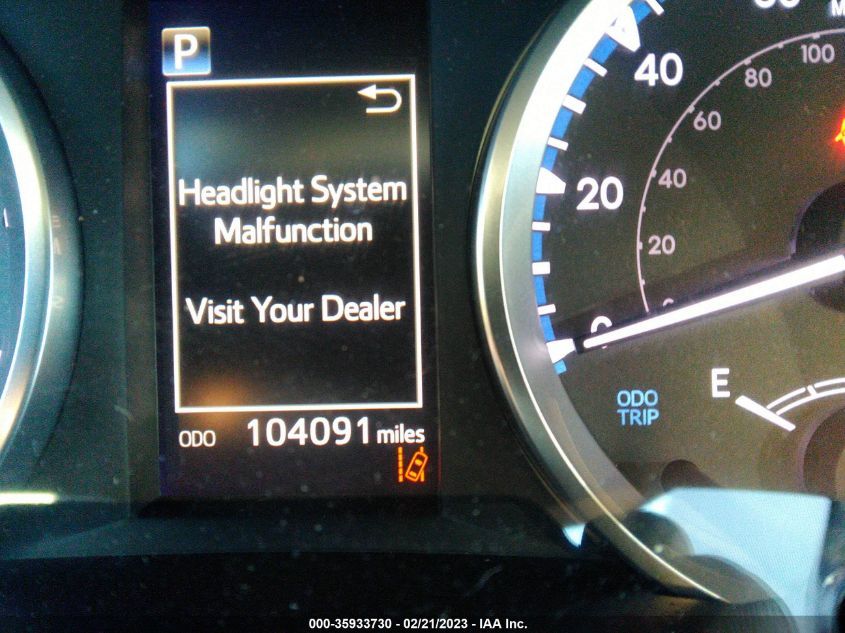 P
Headlight System
Malfunction
Visit Your Dealer
ODO 104091 miles
40
20
0
100
80
60
40
20
E
ODO
TRIP
000-35933730 - 02/21/2023 - IAA Inc.